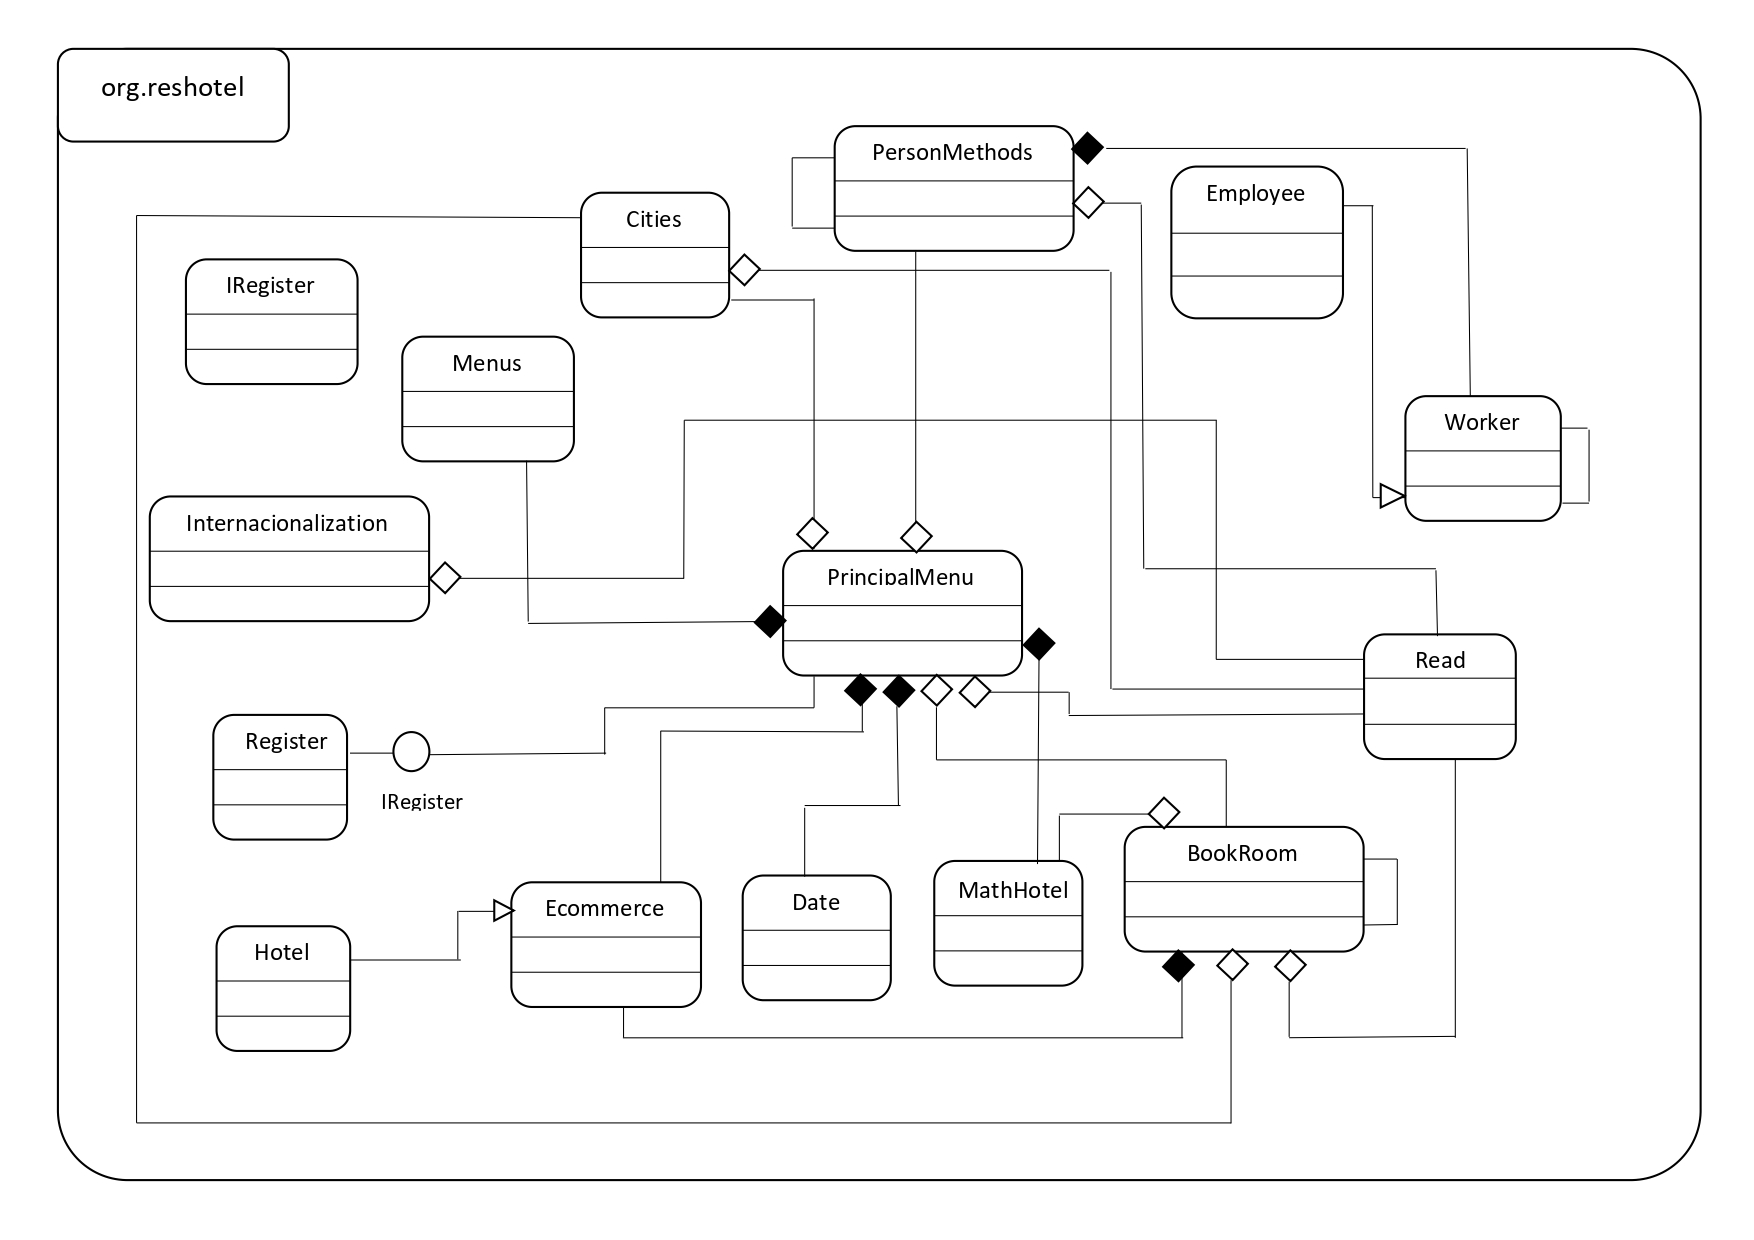 org.reshotel
PersonMethods
Employee
Cities
IRegister
Menus
Worker
Internacionalization
PrincipalMenu
Read
Register
IRegister
BookRoom
MathHotel
Date
Ecommerce
Hotel